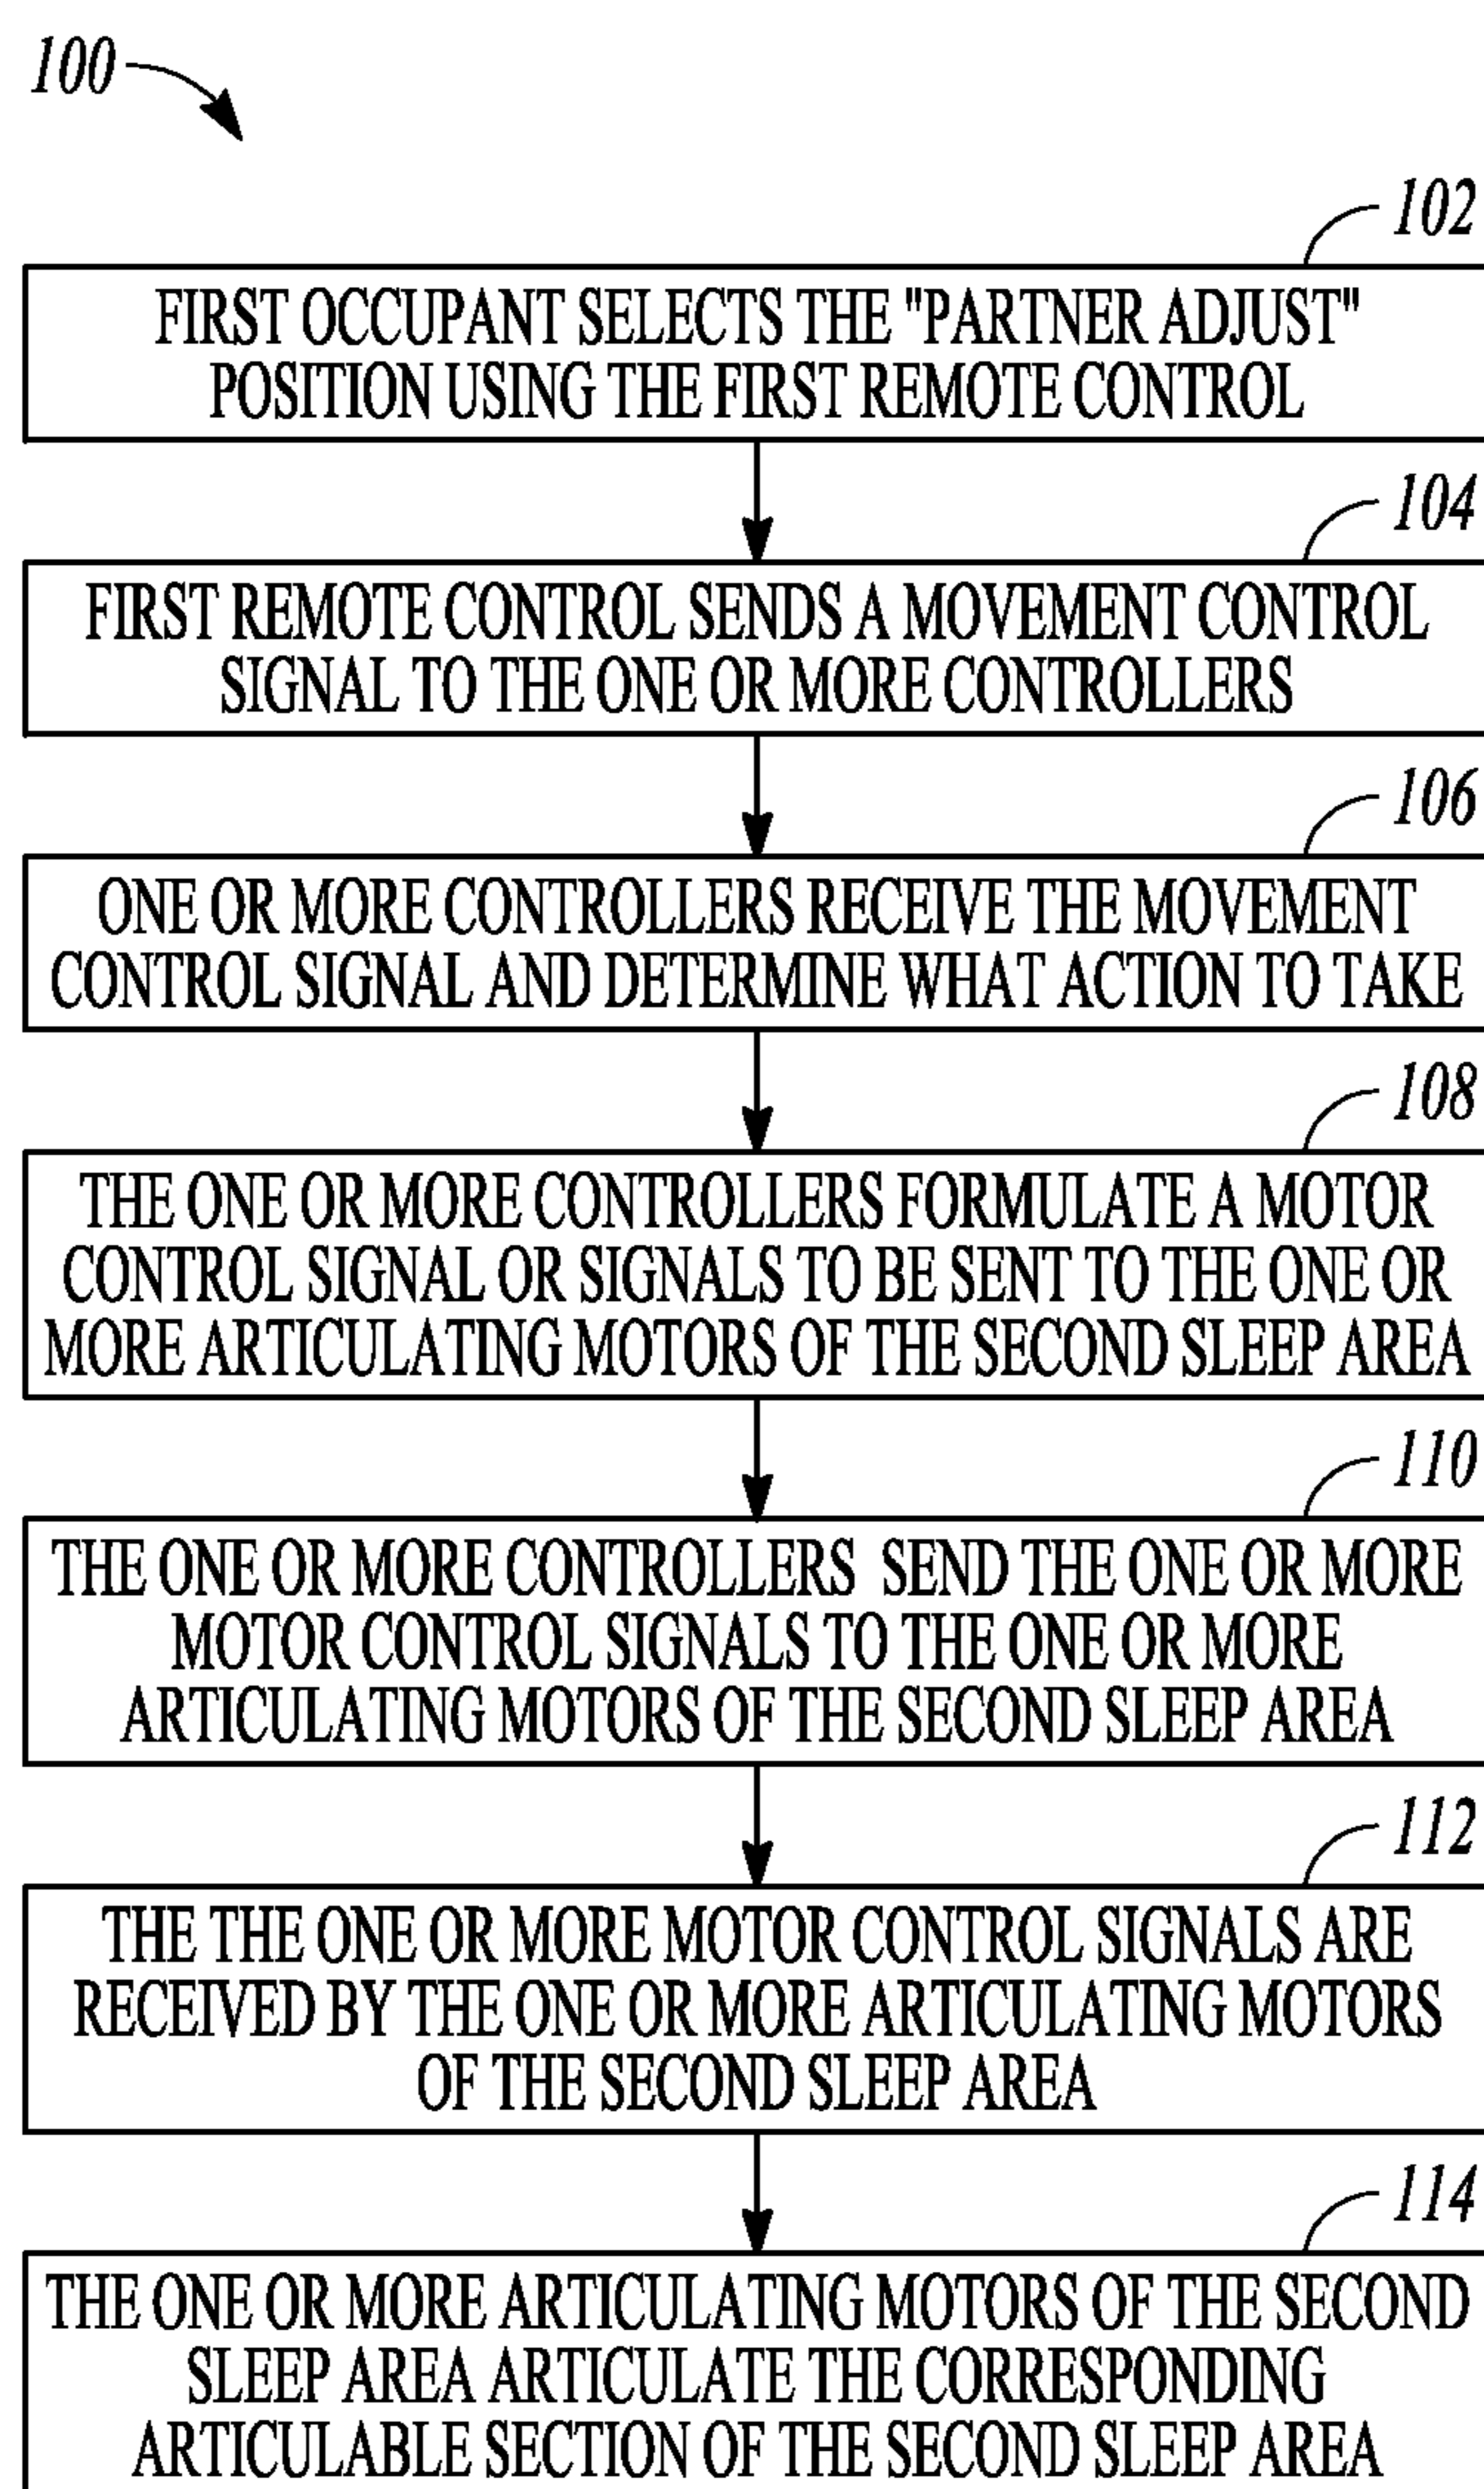 100
102
FIRST OCCUPANT SELECTS THE "PARTNER ADJUST"
POSITION USING THE FIRST REMOTE CONTROL
104
FIRST REMOTE CONTROL SENDS A MOVEMENT CONTROL
SIGNAL TO THE ONE OR MORE CONTROLLERS
106
ONE OR MORE CONTROLLERS RECEIVE THE MOVEMENT
CONTROL SIGNAL AND DETERMINE WHAT ACTION TO TAKE
108
THE ONE OR MORE CONTROLLERS FORMULATE A MOTOR
CONTROL SIGNAL OR SIGNALS TO BE SENT TO THE ONE OR
MORE ARTICULATING MOTORS OF THE SECOND SLEEP AREA
110
THE ONE OR MORE CONTROLLERS SEND THE ONE OR MORE
MOTOR CONTROL SIGNALS TO THE ONE OR MORE
ARTICULATING MOTORS OF THE SECOND SLEEP AREA
112
THE THE ONE OR MORE MOTOR CONTROL SIGNALS ARE
RECEIVED BY THE ONE OR MORE ARTICULATING MOTORS
OF THE SECOND SLEEP AREA
114
THE ONE OR MORE ARTICULATING MOTORS OF THE SECOND
SLEEP AREA ARTICULATE THE CORRESPONDING
ARTICULABLE SECTION OF THE SECOND SLEEP AREA